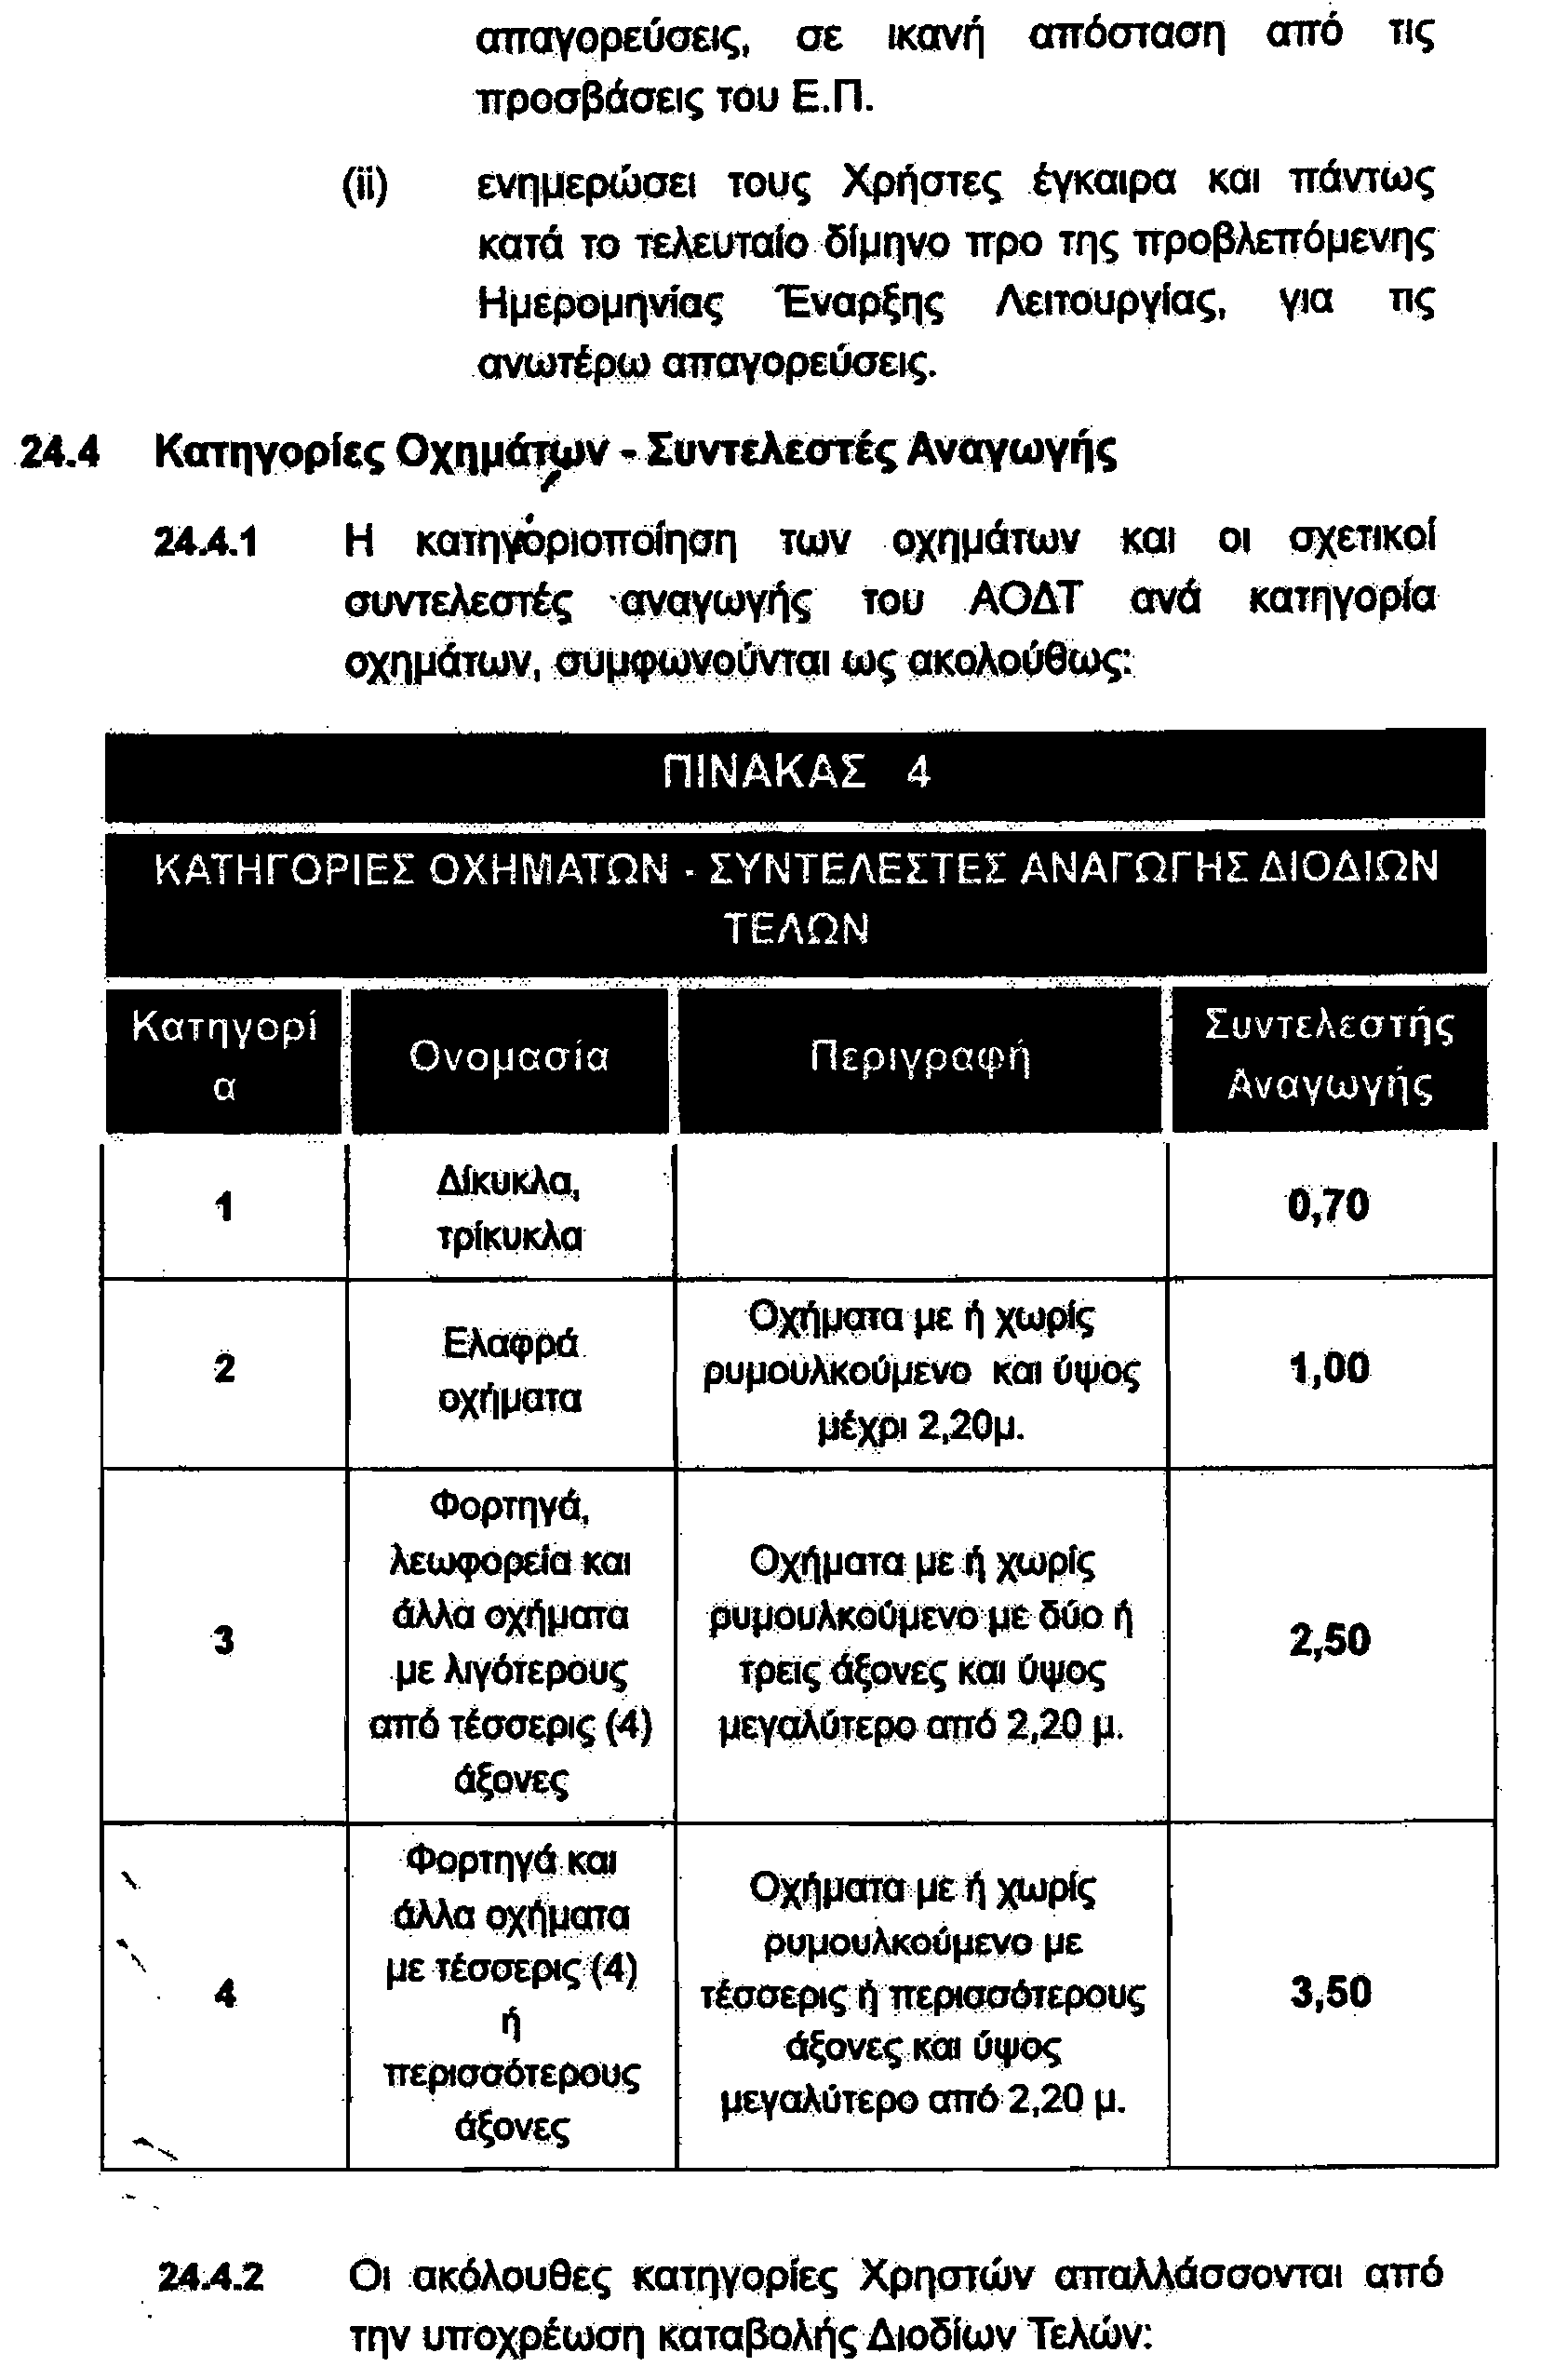 απαγορεύσεις, σε ικανή απόσταση από τις
προσβάσεις του Ε.Π.
(ii) ενημερώσει τους Χρήστες έγκαιρα και πάντως
κατά το τελευταίο δίμηνο προ της προβλεπόμενης
Ημερομηνίας Έναρξης Λειτουργίας, για τις
ανωτέρω απαγορεύσεις.
24.4 Κατηγορίες Οχημάτων - Συντελεστές Αναγωγής
24.4.1 Η κατηγοριοποίηση των οχημάτων και οι σχετικοί
συντελεστές αναγωγής του ΑΟΔΤ ανά κατηγορία
οχημάτων, συμφωνούνται ως ακολούθως:
ΠΙΝΑΚΑΣ 4
ΚΑΤΗΓΟΡΙΕΣ ΟΧΗΜΑΤΩΝ - ΣΥΝΤΕΛΕΣΤΕΣ ΑΝΑΓΩΓΗΣ ΔΙΟΔΙΩΝ
ΤΕΛΩΝ
Κατηγορί
α
Ονομασία
Περιγραφή
Συντελεστής
Αναγωγής
1
Δίκυκλα,
τρίκυκλα
0,70
2
Ελαφρά
οχήματα
Οχήματα με ή χωρίς
ρυμουλκούμενο και ύψος
μέχρι 2,20μ.
1,00
3
Φορτηγά,
λεωφορεία και
άλλα οχήματα
με λιγότερους
από τέσσερις (4)
άξονες
Οχήματα με ή χωρίς
ρυμουλκούμενο με δύο ή
τρεις άξονες και ύψος
μεγαλύτερο από 2,20 μ.
2,50
4
Φορτηγά και
άλλα οχήματα
με τέσσερις (4)
ή
περισσότερους
άξονες
Οχήματα με ή χωρίς
ρυμουλκούμενο με
τέσσερις ή περισσότερους
άξονες και ύψος
μεγαλύτερο από 2,20 μ.
3,50
24.4.2 Οι ακόλουθες κατηγορίες Χρηστών απαλλάσσονται από
την υποχρέωση καταβολής Διοδίων Τελών: